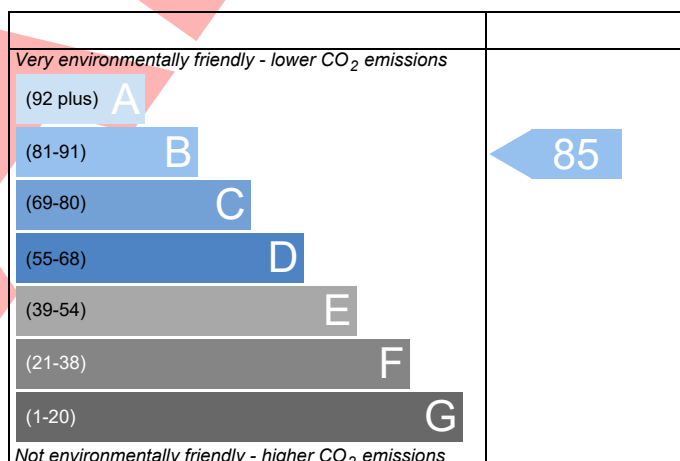 Very environmentally friendly - lower CO2 emissions
(92 plus) A
(81-91) B
85
(69-80) C
(55-68) D
(39-54) E
(21-38) F
(1-20) G
Not environmentally friendly - higher CO2 emissions